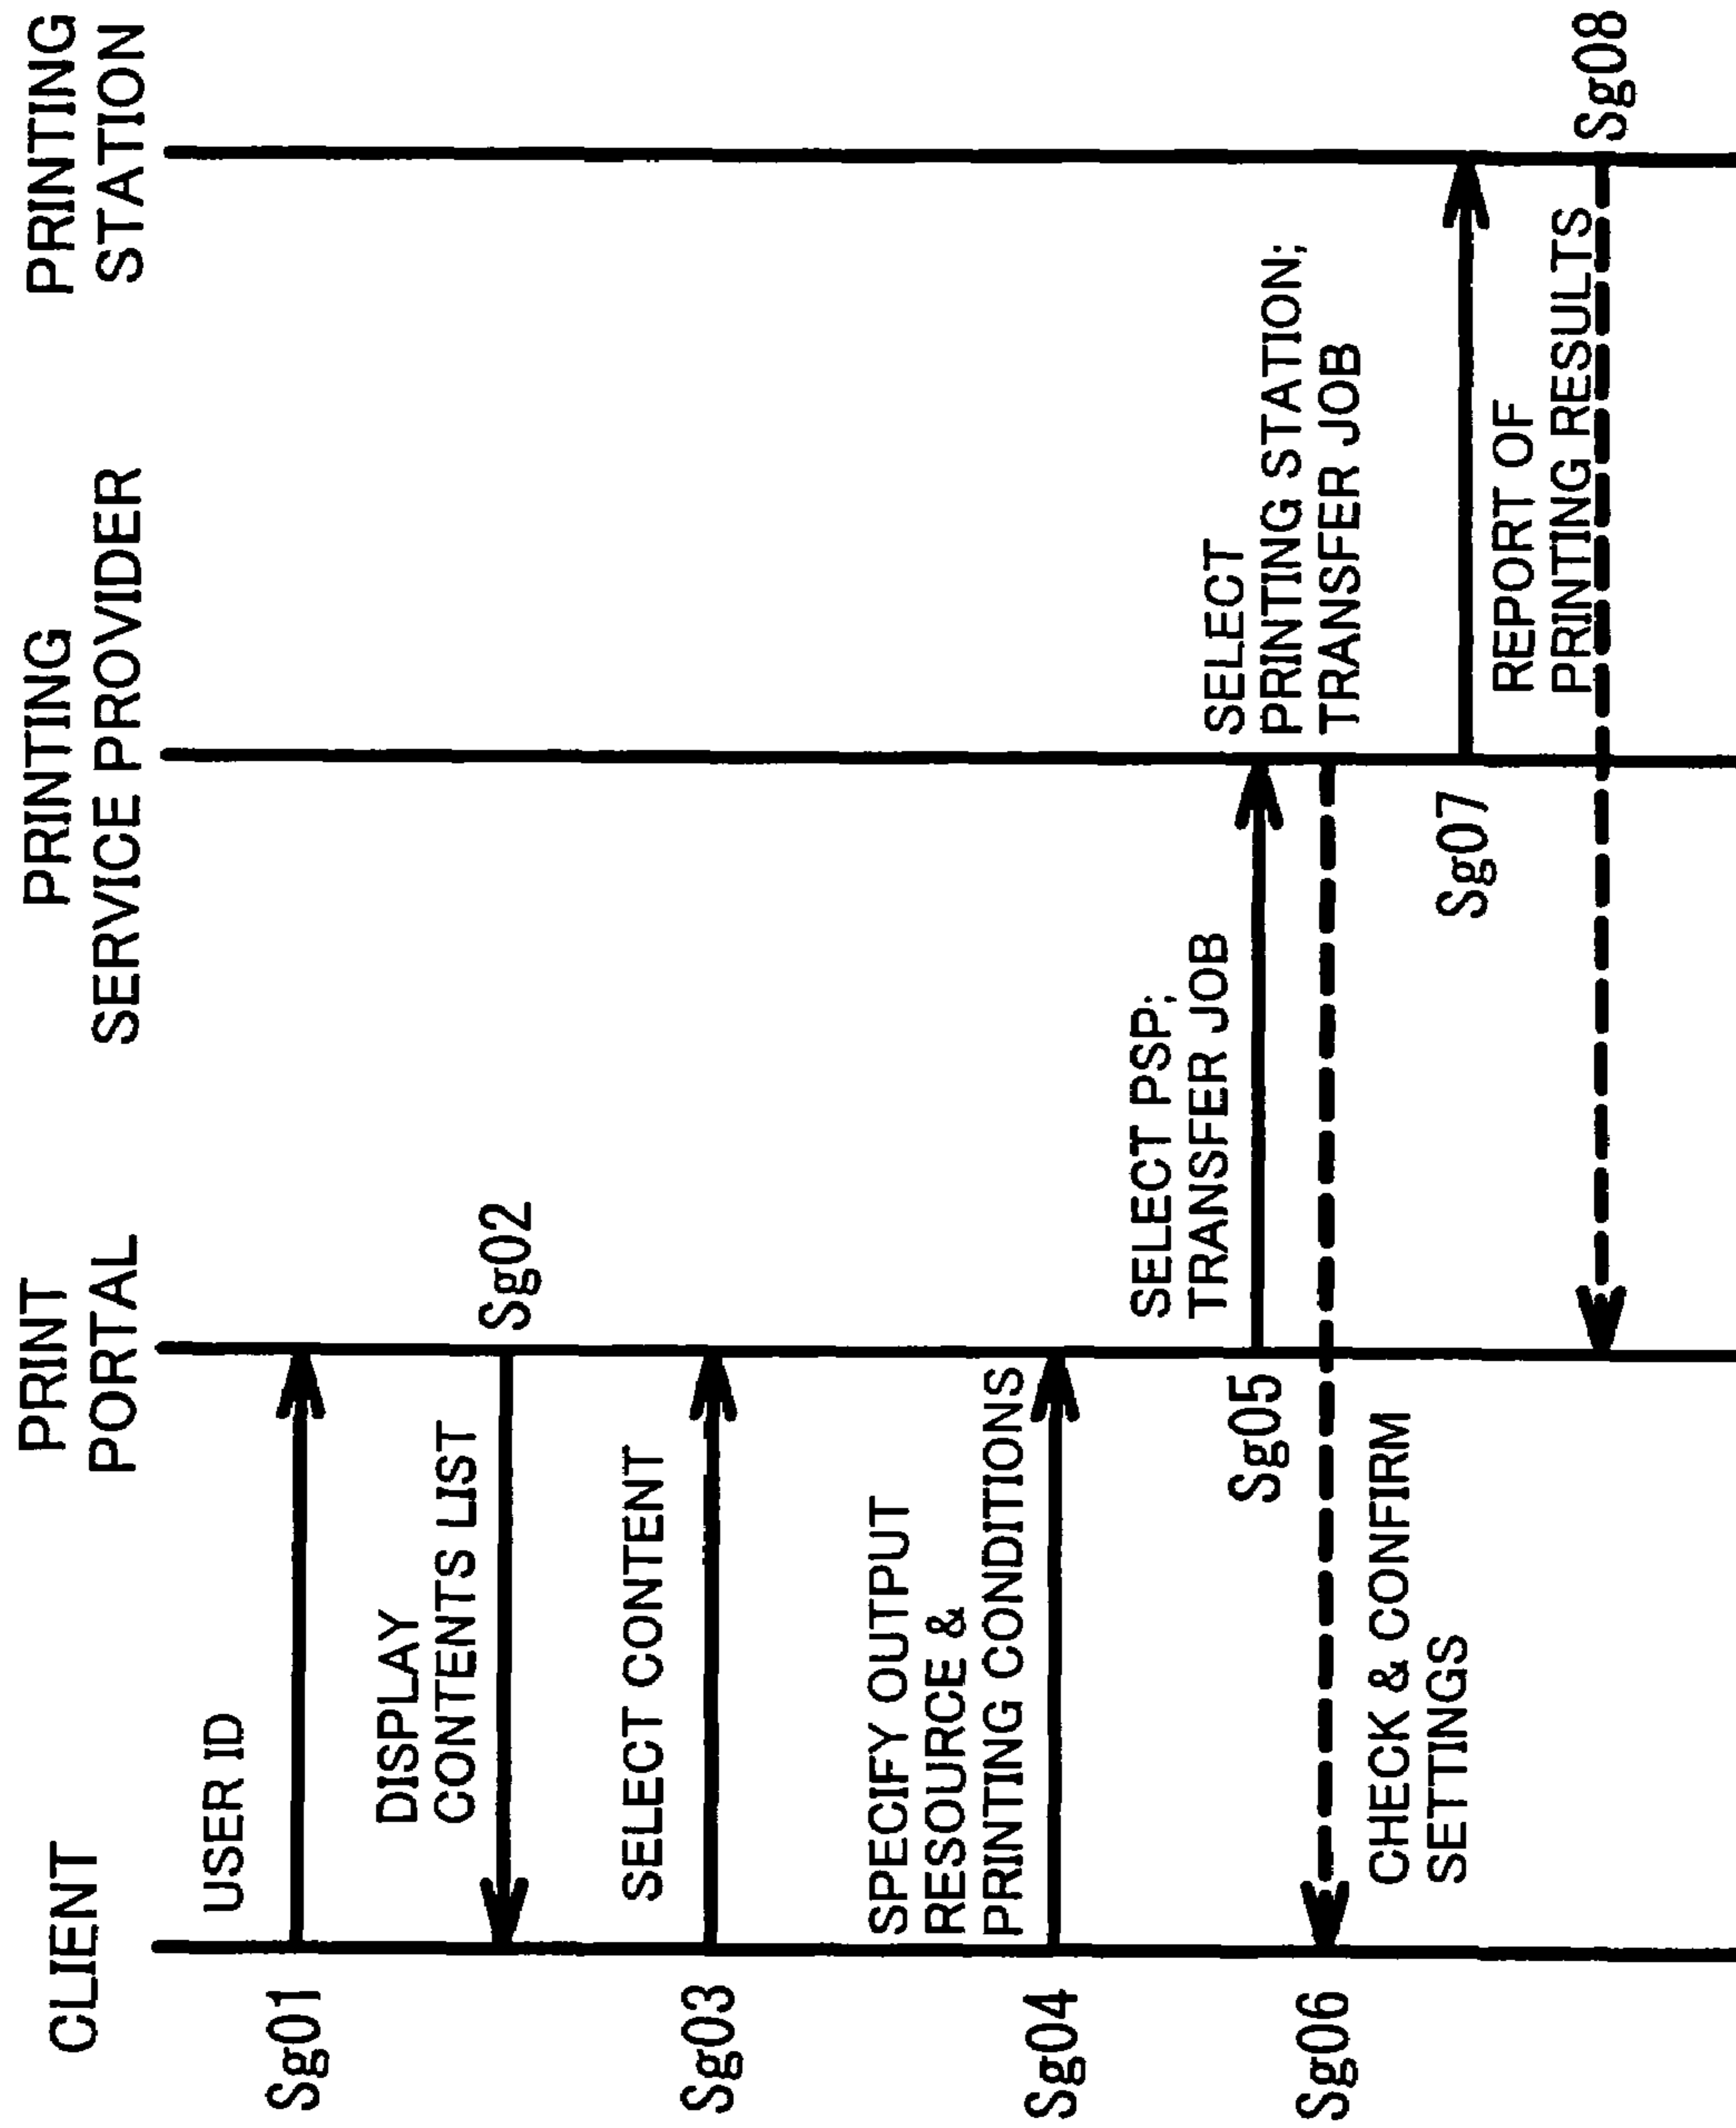 CLIENT
PRINT
PORTAL
PRINTING
SERVICE PROVIDER
PRINTING
STATION
Sg01
USER ID
DISPLAY
CONTENTS LIST
Sg02
Sg03
SELECT CONTENT
Sg04
SPECIFY OUTPUT
RESOURCE &
PRINTING CONDITIONS
Sg05
SELECT PSP;
TRANSFER JOB
Sg06
CHECK & CONFIRM
SETTINGS
SELECT
PRINTING STATION;
TRANSFER JOB
Sg07
REPORT OF
PRINTING RESULTS
Sg08